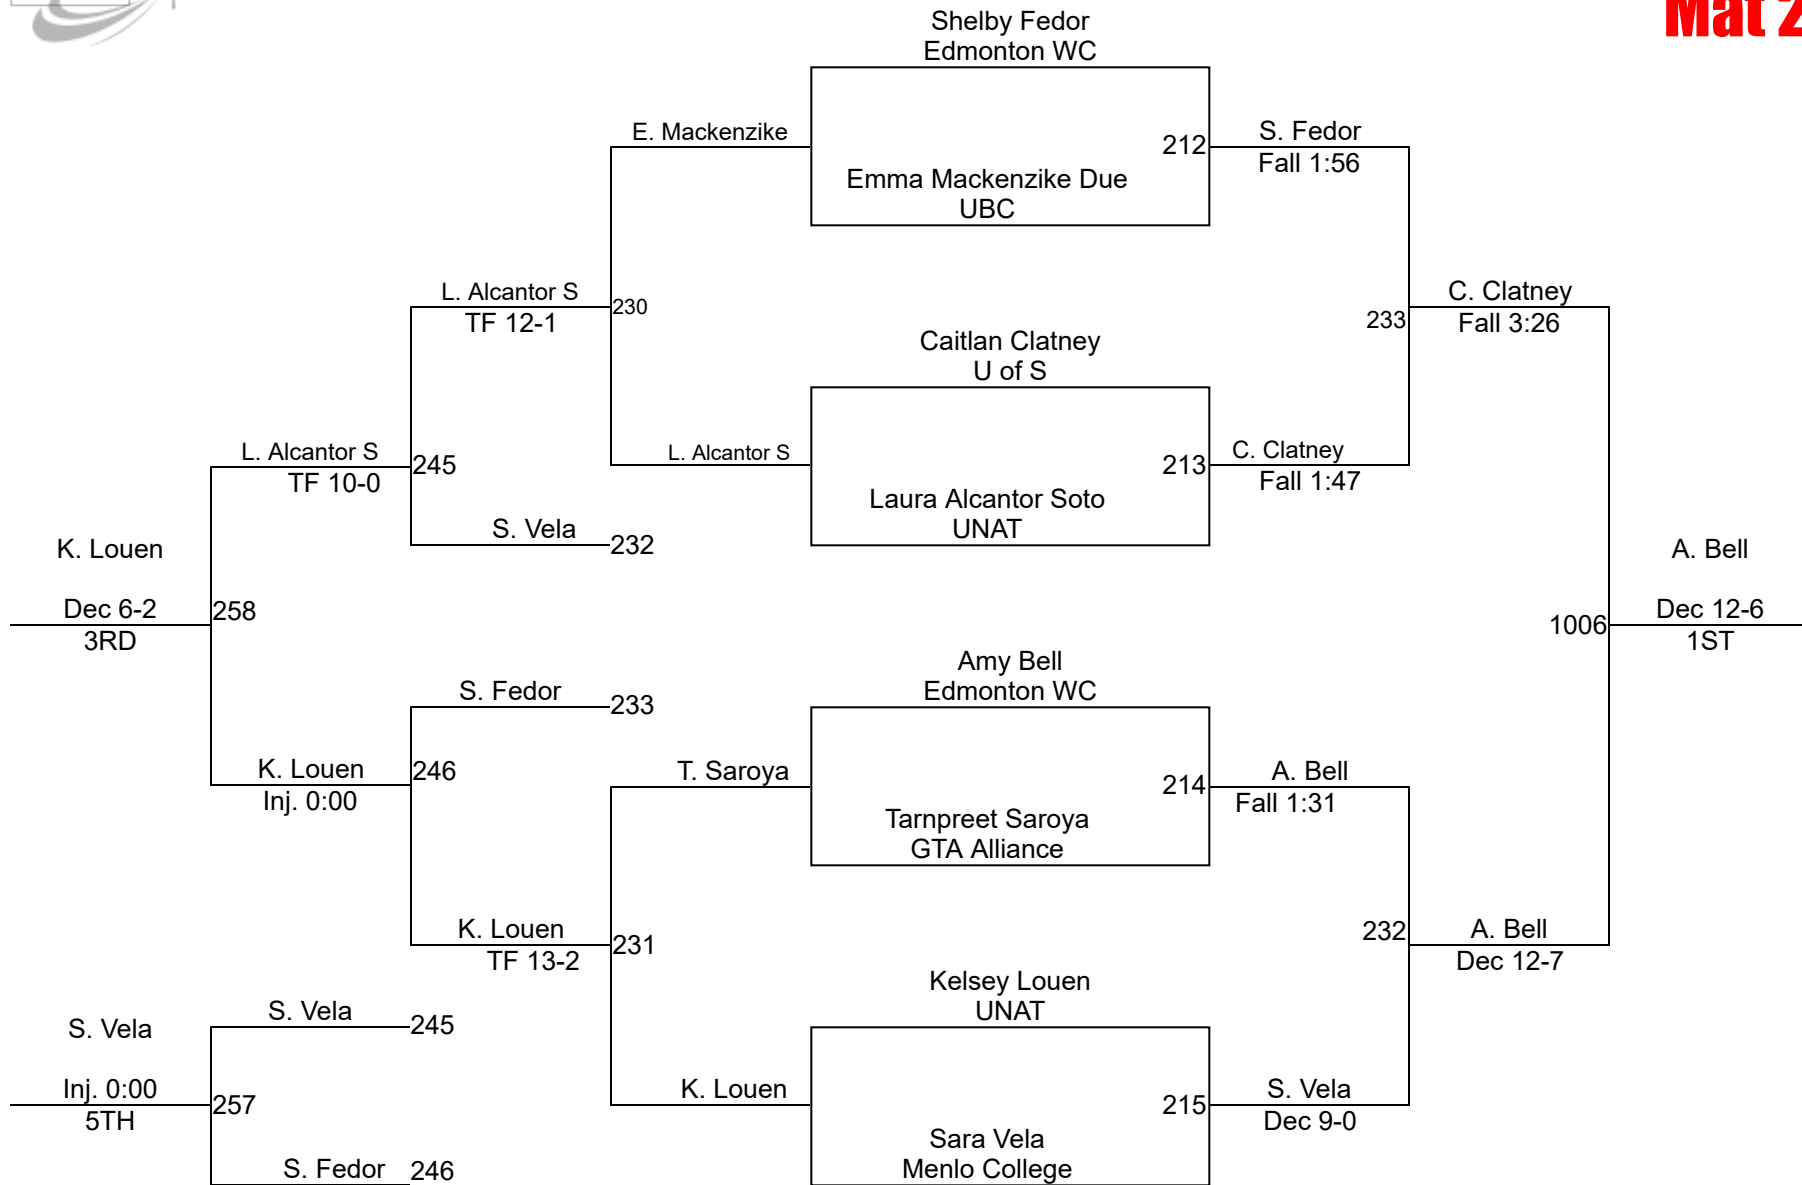 Mat 2
Shelby Fedor
Edmonton WC
E. Mackenzike
212
S. Fedor
Fall 1:56
Emma Mackenzike Due
UBC
L. Alcantor S
TF 12-1
230
233
C. Clatney
Fall 3:26
Caitlan Clatney
U of S
L. Alcantor S
TF 10-0
245
L. Alcantor S
213
C. Clatney
Fall 1:47
Laura Alcantor Soto
UNAT
S. Vela
232
K. Louen
Dec 6-2
3RD
258
1006
A. Bell
Dec 12-6
1ST
Amy Bell
Edmonton WC
S. Fedor
233
K. Louen
Inj. 0:00
246
T. Saroya
214
A. Bell
Fall 1:31
Tarnpreet Saroya
GTA Alliance
K. Louen
TF 13-2
231
232
A. Bell
Dec 12-7
Kelsey Louen
UNAT
S. Vela
Inj. 0:00
5TH
S. Vela
245
257
K. Louen
215
S. Vela
Dec 9-0
Sara Vela
Menlo College
S. Fedor
246